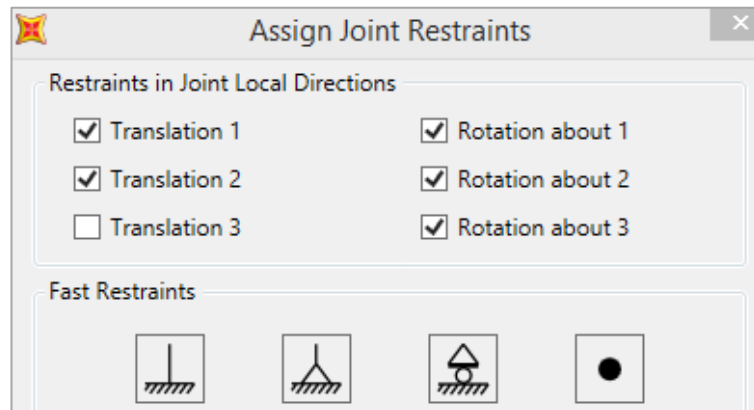 Assign Joint Restraints
Restraints in Joint Local Directions
Translation 1
Rotation about 1
Translation 2
Rotation about 2
Translation 3
Rotation about 3
Fast Restraints